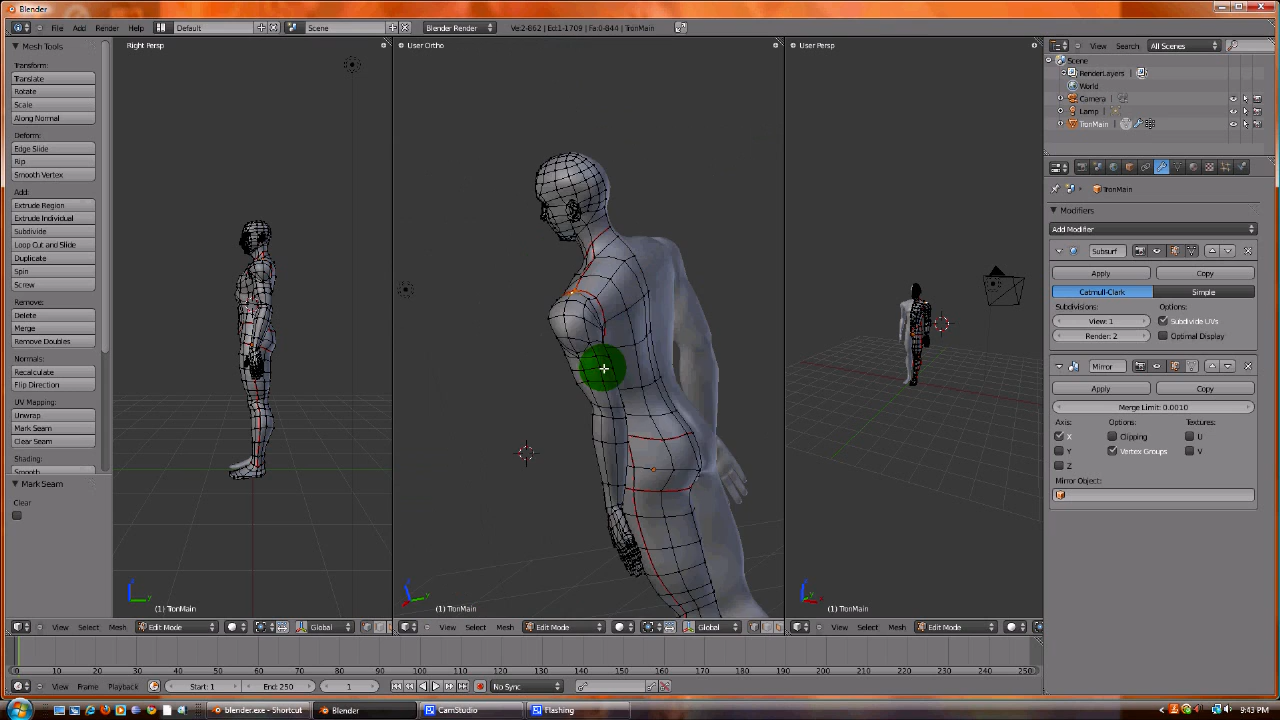 Blender
File Add Render Help Default Scene Blender Render Ve:2-862 | Ed:1-1709 | Fa:0-844 | TronMain
Mesh Tools
Transform:
Translate
Rotate
Scale
Along Normal
Deform:
Edge Slide
Rip
Smooth Vertex
Add:
Extrude Region
Extrude Individual
Subdivide
Loop Cut and Slide
Duplicate
Spin
Screw
Remove:
Delete
Merge
Remove Doubles
Normals:
Recalculate
Flip Direction
UV Mapping:
Unwrap
Mark Seam
Clear Seam
Shading:
Smooth
Mark Seam
Clear
Right Persp
(1) TronMain
View Select Mesh Edit Mode Global
User Ortho
(1) TronMain
View Select Mesh Edit Mode Global
User Persp
(1) TronMain
View Select Mesh Edit Mode
View Search All Scenes
Scene
RenderLayers
World
Camera
Lamp
TronMain
TronMain
Modifiers
Add Modifier
Subsurf
Apply Copy
Catmull-Clark Simple
Subdivisions: Options:
View: 1 Subdivide UVs
Render: 2 Optimal Display
Mirror
Apply Copy
Merge Limit: 0.0010
Axis: Options: Textures:
X Clipping U
Y Vertex Groups V
Z
Mirror Object:
0 10 20 30 40 50 60 70 80 90 100 110 120 130 140 150 160 170 180 190 200 210 220 230 240 250
View Frame Playback Start: 1 End: 250 1 No Sync
blender.exe - Shortcut Blender CamStudio Flashing 9:43 PM